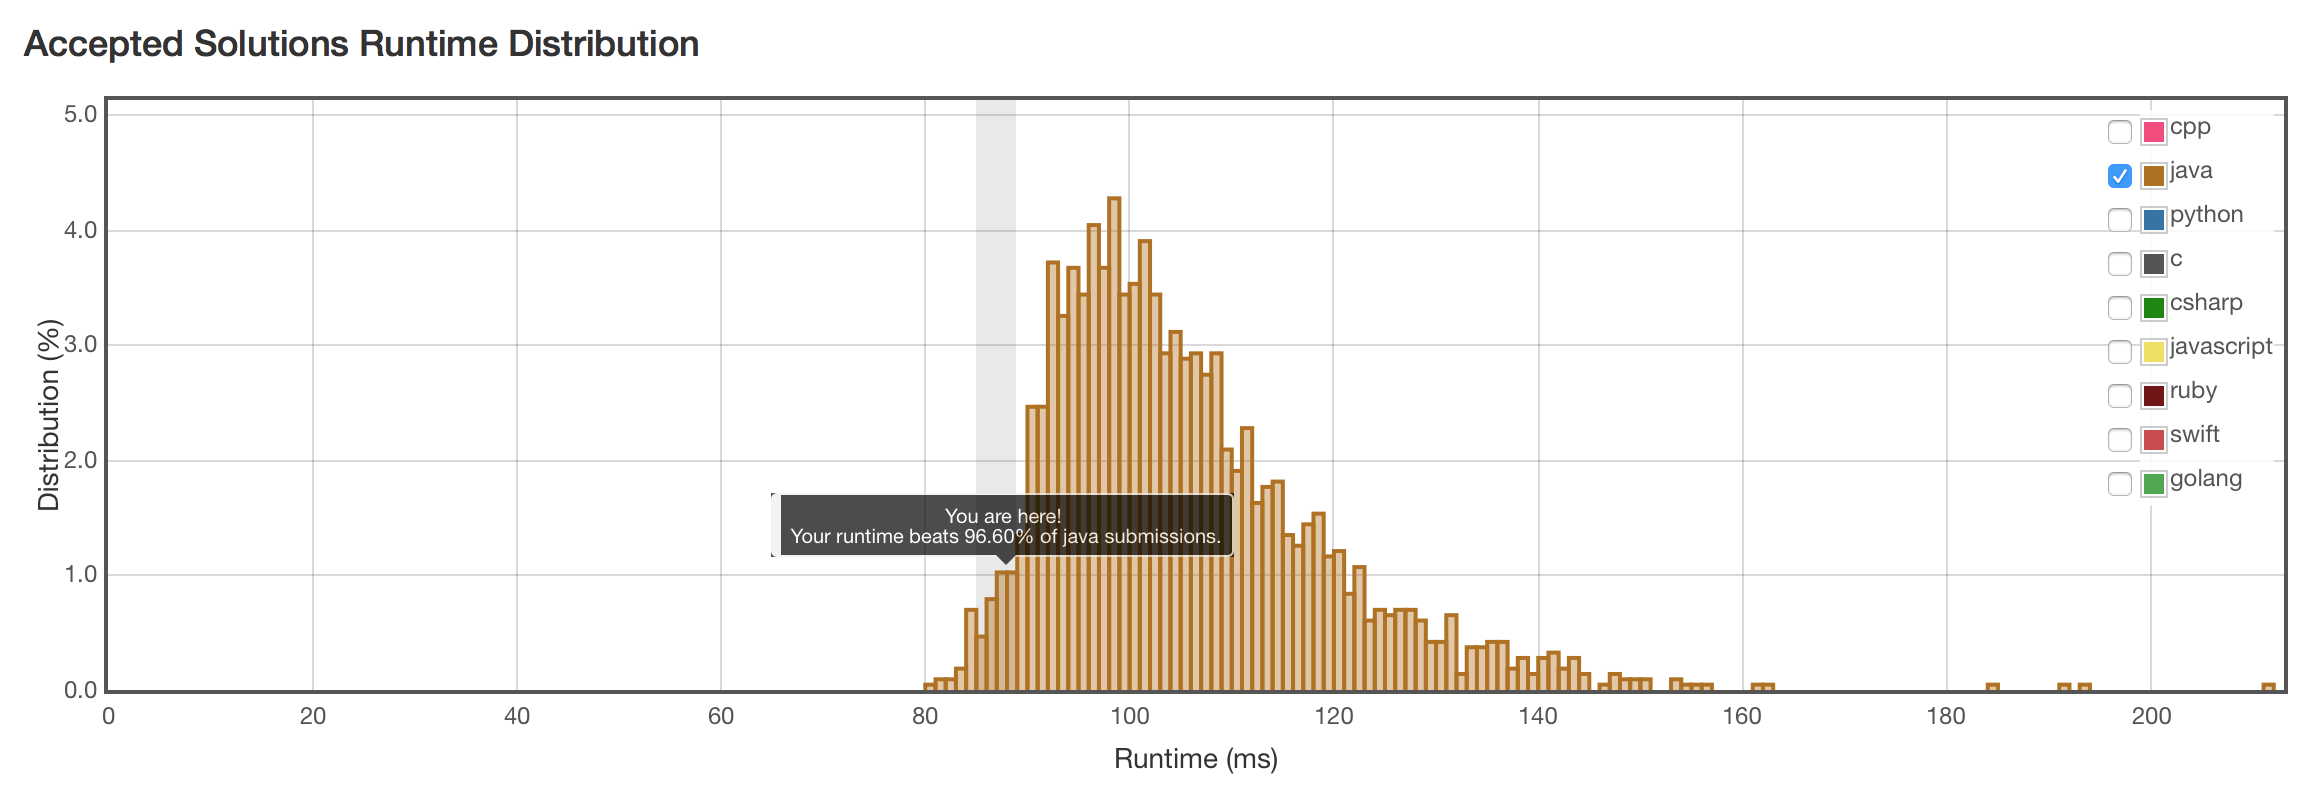 Accepted Solutions Runtime Distribution
5.0
4.0
3.0
2.0
1.0
0.0
Distribution (%)
You are here!
Your runtime beats 96.60% of java submissions.
cpp
java
python
c
csharp
javascript
ruby
swift
golang
0 20 40 60 80 100 120 140 160 180 200
Runtime (ms)